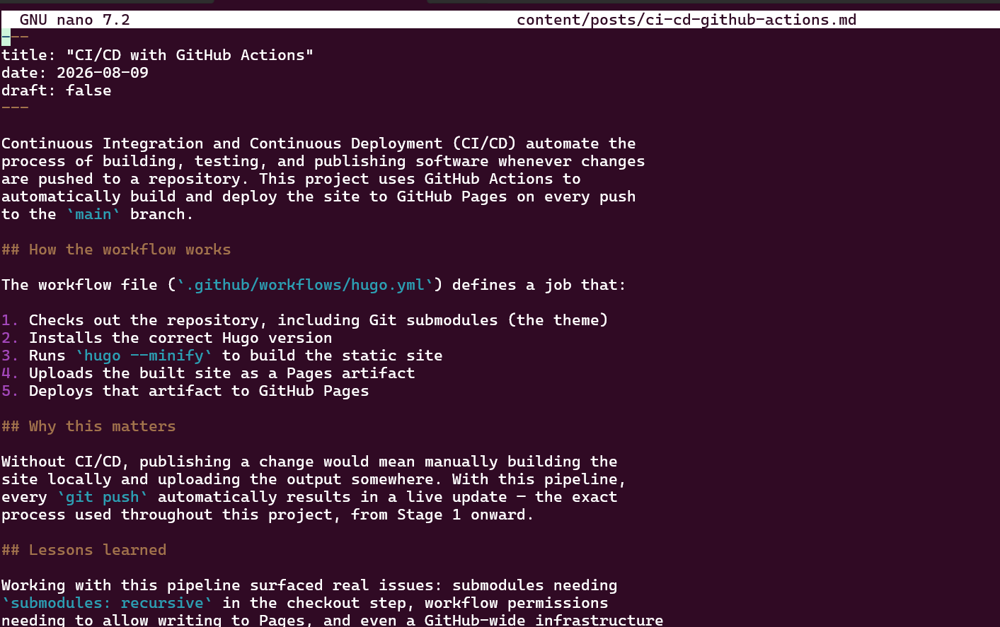 GNU nano 7.2 content/posts/ci-cd-github-actions.md
---
title: "CI/CD with GitHub Actions"
date: 2026-08-09
draft: false
---
Continuous Integration and Continuous Deployment (CI/CD) automate the
process of building, testing, and publishing software whenever changes
are pushed to a repository. This project uses GitHub Actions to
automatically build and deploy the site to GitHub Pages on every push
to the `main` branch.
## How the workflow works
The workflow file (`.github/workflows/hugo.yml`) defines a job that:
1. Checks out the repository, including Git submodules (the theme)
2. Installs the correct Hugo version
3. Runs `hugo --minify` to build the static site
4. Uploads the built site as a Pages artifact
5. Deploys that artifact to GitHub Pages
## Why this matters
Without CI/CD, publishing a change would mean manually building the
site locally and uploading the output somewhere. With this pipeline,
every `git push` automatically results in a live update — the exact
process used throughout this project, from Stage 1 onward.
## Lessons learned
Working with this pipeline surfaced real issues: submodules needing
`submodules: recursive` in the checkout step, workflow permissions
needing to allow writing to Pages, and even a GitHub-wide infrastructure